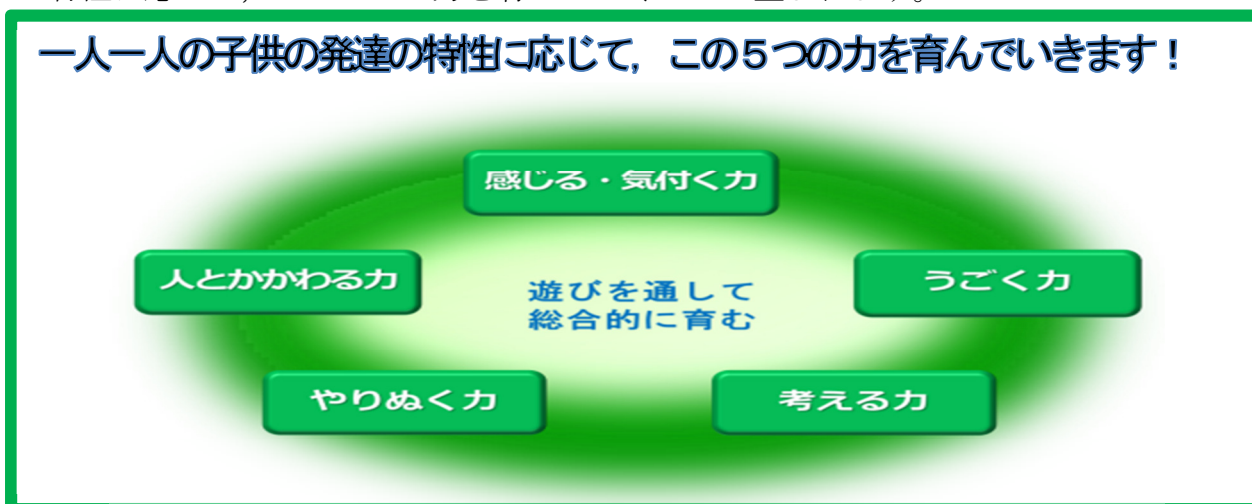 一人一人の子供の発達の特性に応じて，この５つの力を育んでいきます！
感じる・気付く力
人とかかわる力
うごく力
遊びを通して
総合的に育む
やりぬく力
考える力